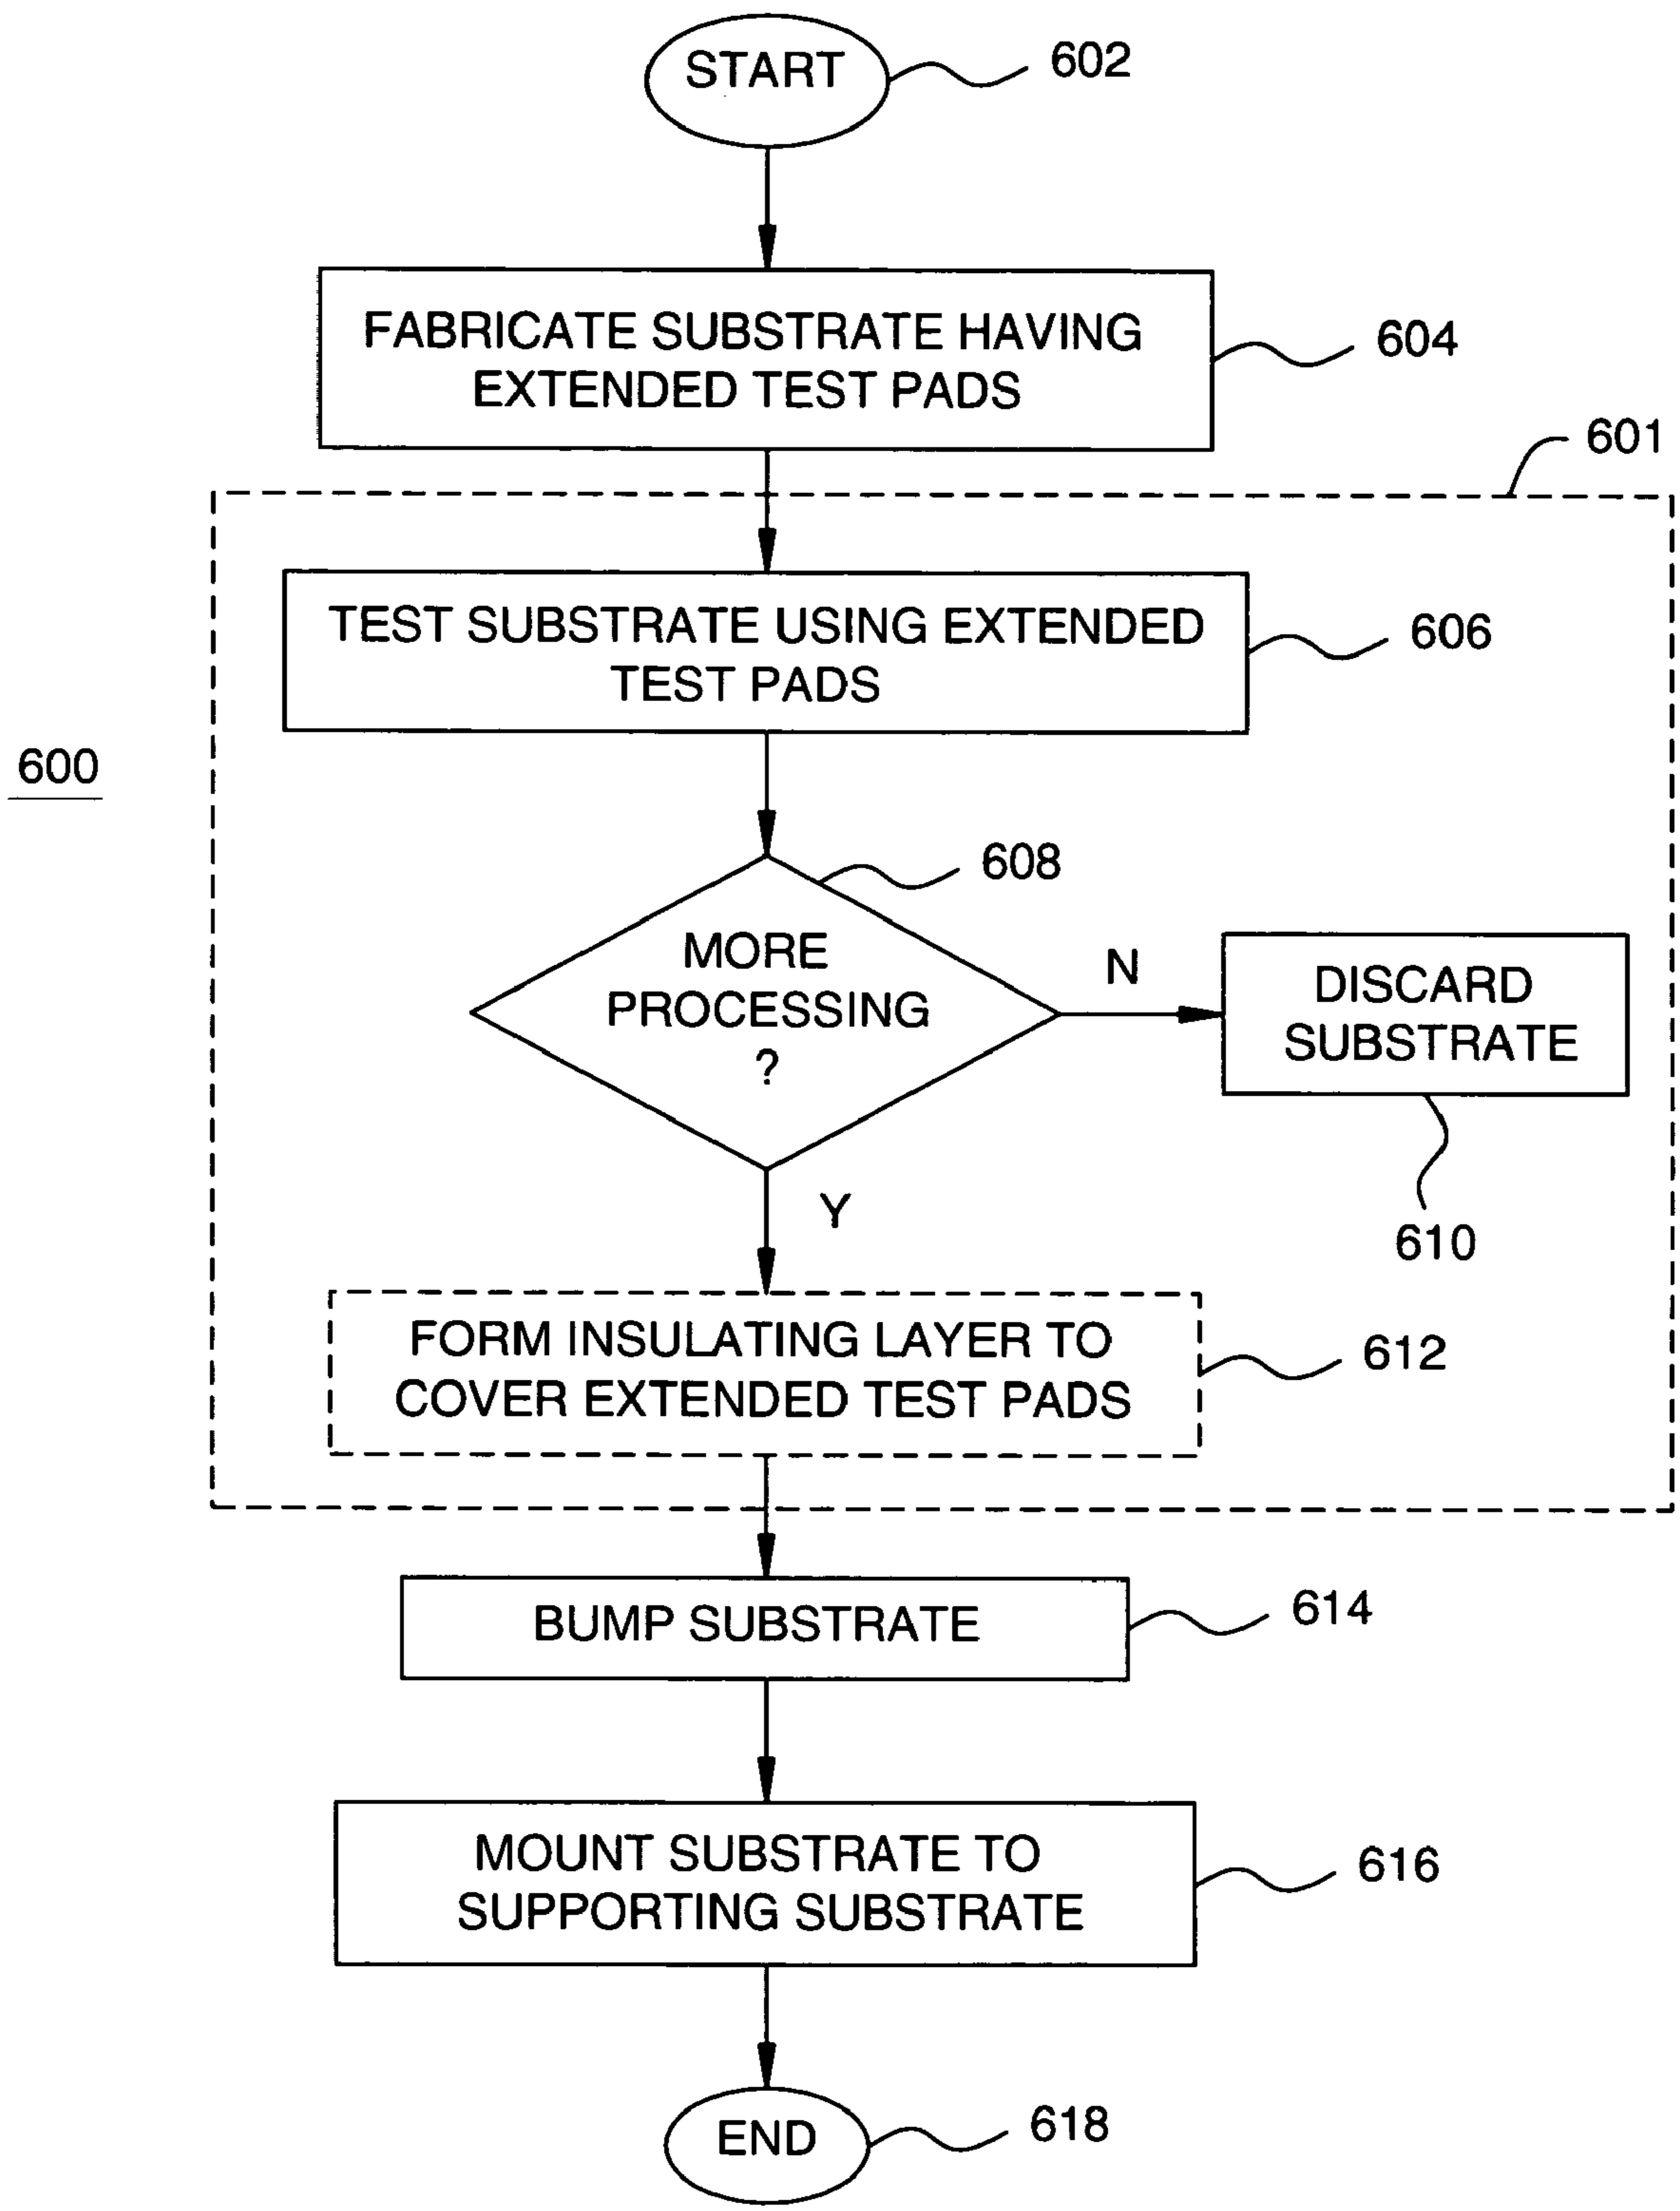 START
602
FABRICATE SUBSTRATE HAVING
EXTENDED TEST PADS
604
601
TEST SUBSTRATE USING EXTENDED
TEST PADS
606
600
608
MORE
PROCESSING
?
N
DISCARD
SUBSTRATE
610
Y
FORM INSULATING LAYER TO
COVER EXTENDED TEST PADS
612
BUMP SUBSTRATE
614
MOUNT SUBSTRATE TO
SUPPORTING SUBSTRATE
616
END
618